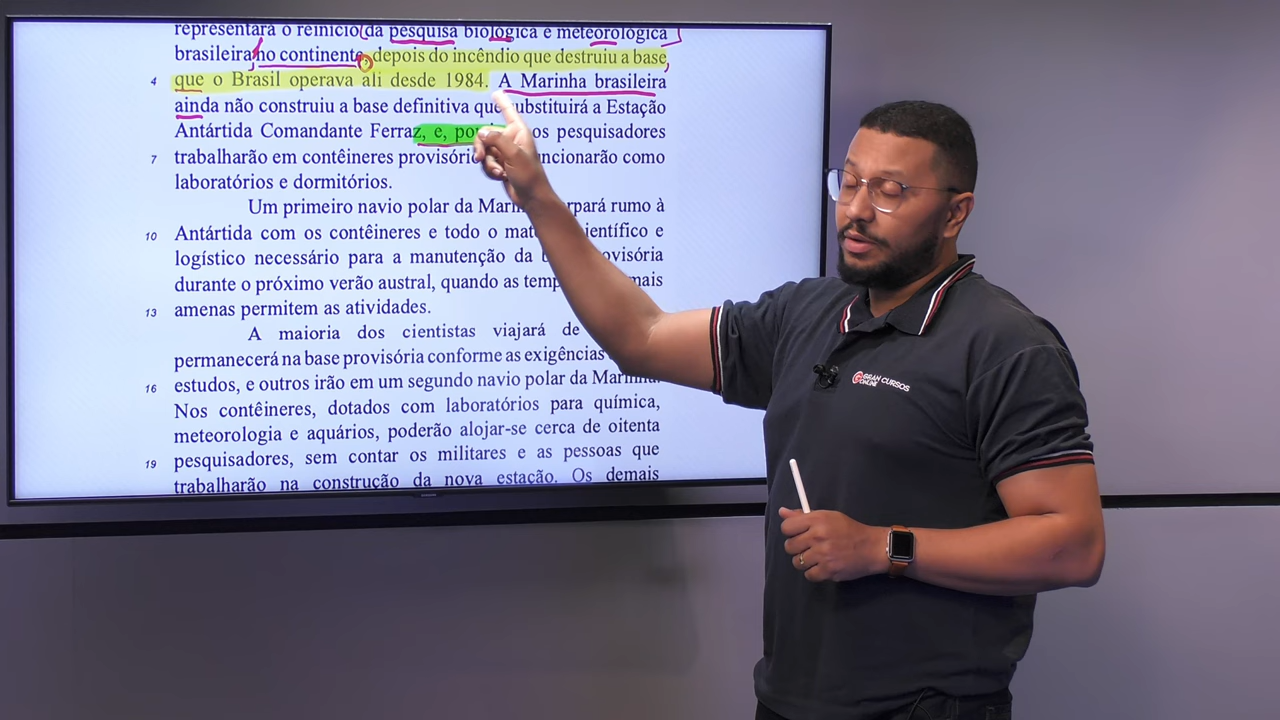 representará o reinício da pesquisa biológica e meteorológica
brasileira no continente, depois do incêndio que destruiu a base,
4 que o Brasil operava ali desde 1984. A Marinha brasileira
ainda não construiu a base definitiva que substituirá a Estação
Antártida Comandante Ferraz, e, os pesquisadores
7 trabalharão em contêineres funcionarão como
laboratórios e dormitórios.
Um primeiro navio polar da rumo à
10 Antártida com os contêineres e todo o científico e
logístico necessário para a manutenção da provisória
durante o próximo verão austral, quando as mais
13 amenas permitem as atividades.
A maioria dos cientistas viajará de
permanecerá na base provisória conforme as exigências
16 estudos, e outros irão em um segundo navio polar da Marinha.
Nos contêineres, dotados com laboratórios para química,
meteorologia e aquários, poderão alojar-se cerca de oitenta
19 pesquisadores, sem contar os militares e as pessoas que
trabalharão na construção da nova estação. Os demais
GRAN CURSOS
ONLINE